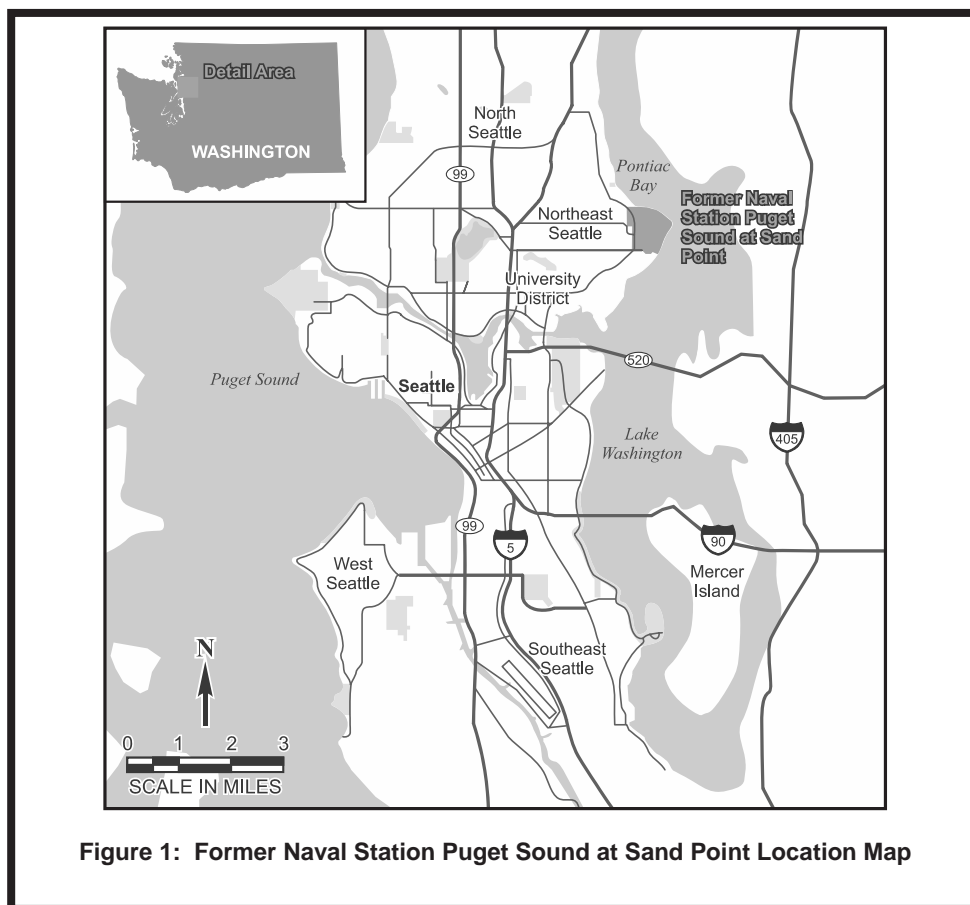 Detail Area
WASHINGTON
North
Seattle
99
Pontiac
Bay
Former Naval
Station Puget
Sound at Sand
Point
Northeast
Seattle
University
District
520
Puget Sound
Seattle
Lake
Washington
405
99
5
90
West
Seattle
Mercer
Island
Southeast
Seattle
N
0 1 2 3
SCALE IN MILES
Figure 1: Former Naval Station Puget Sound at Sand Point Location Map